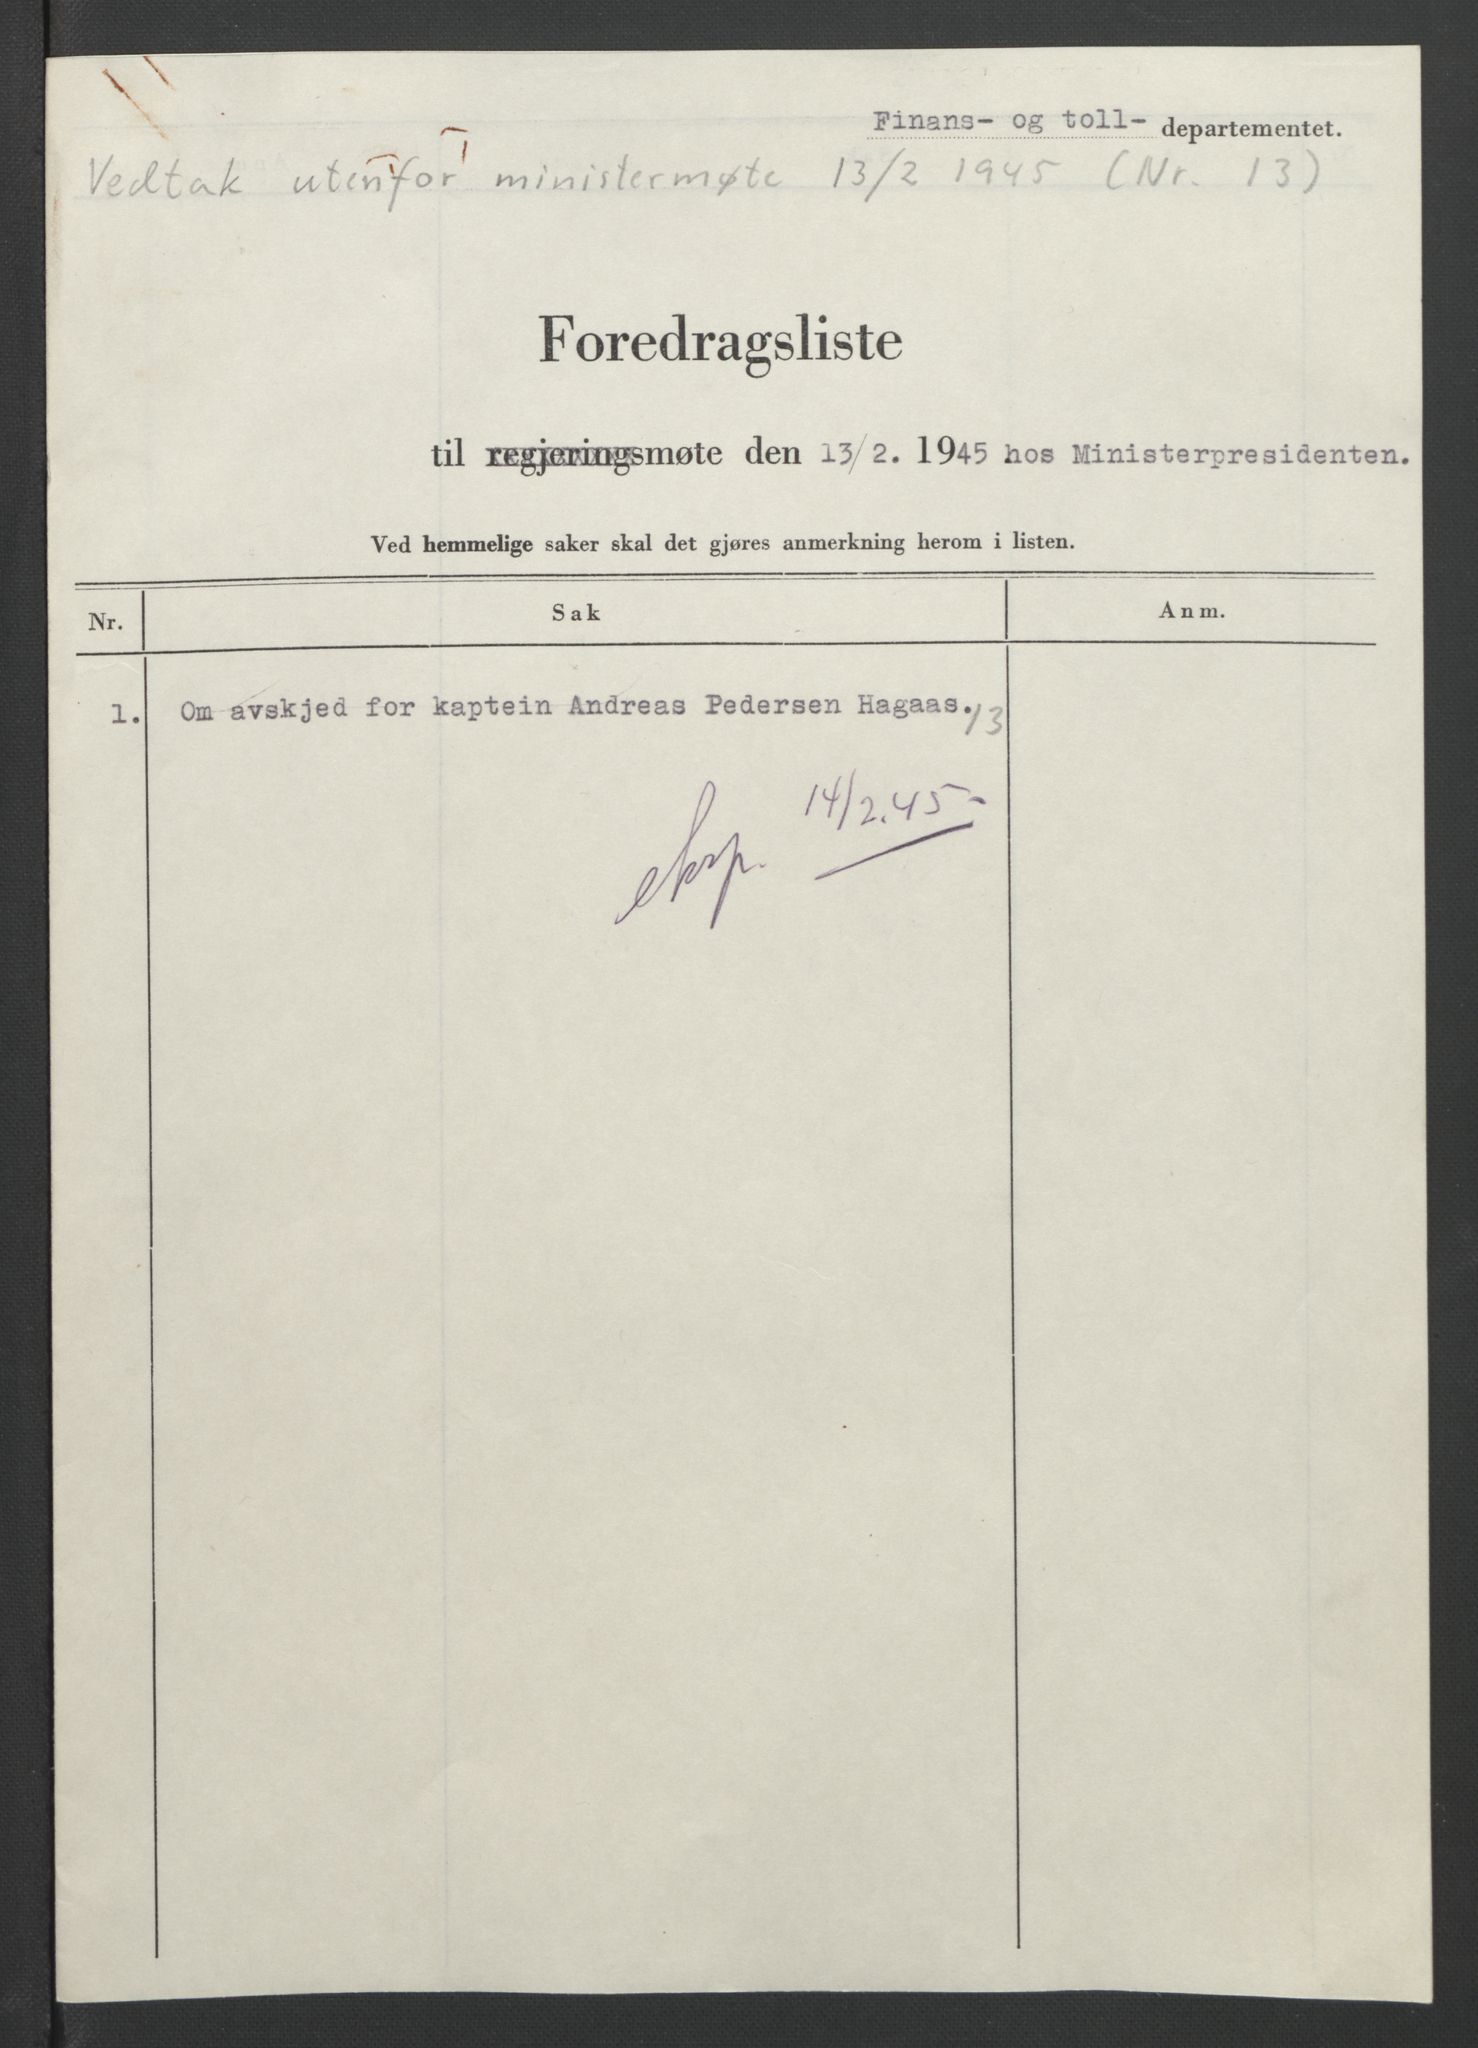 Finans- og toll- departementet.
Vedtak utenfor ministermøte 13/2 1945 (Nr. 13)
Foredragsliste
til regjeringsmøte den 13/2. 1945 hos Ministerpresidenten.
Ved hemmelige saker skal det gjøres anmerkning herom i listen.
Nr. Sak Anm.
1. Om avskjed for kaptein Andreas Pedersen Hagaas. 13
eksp. 14/2.45-